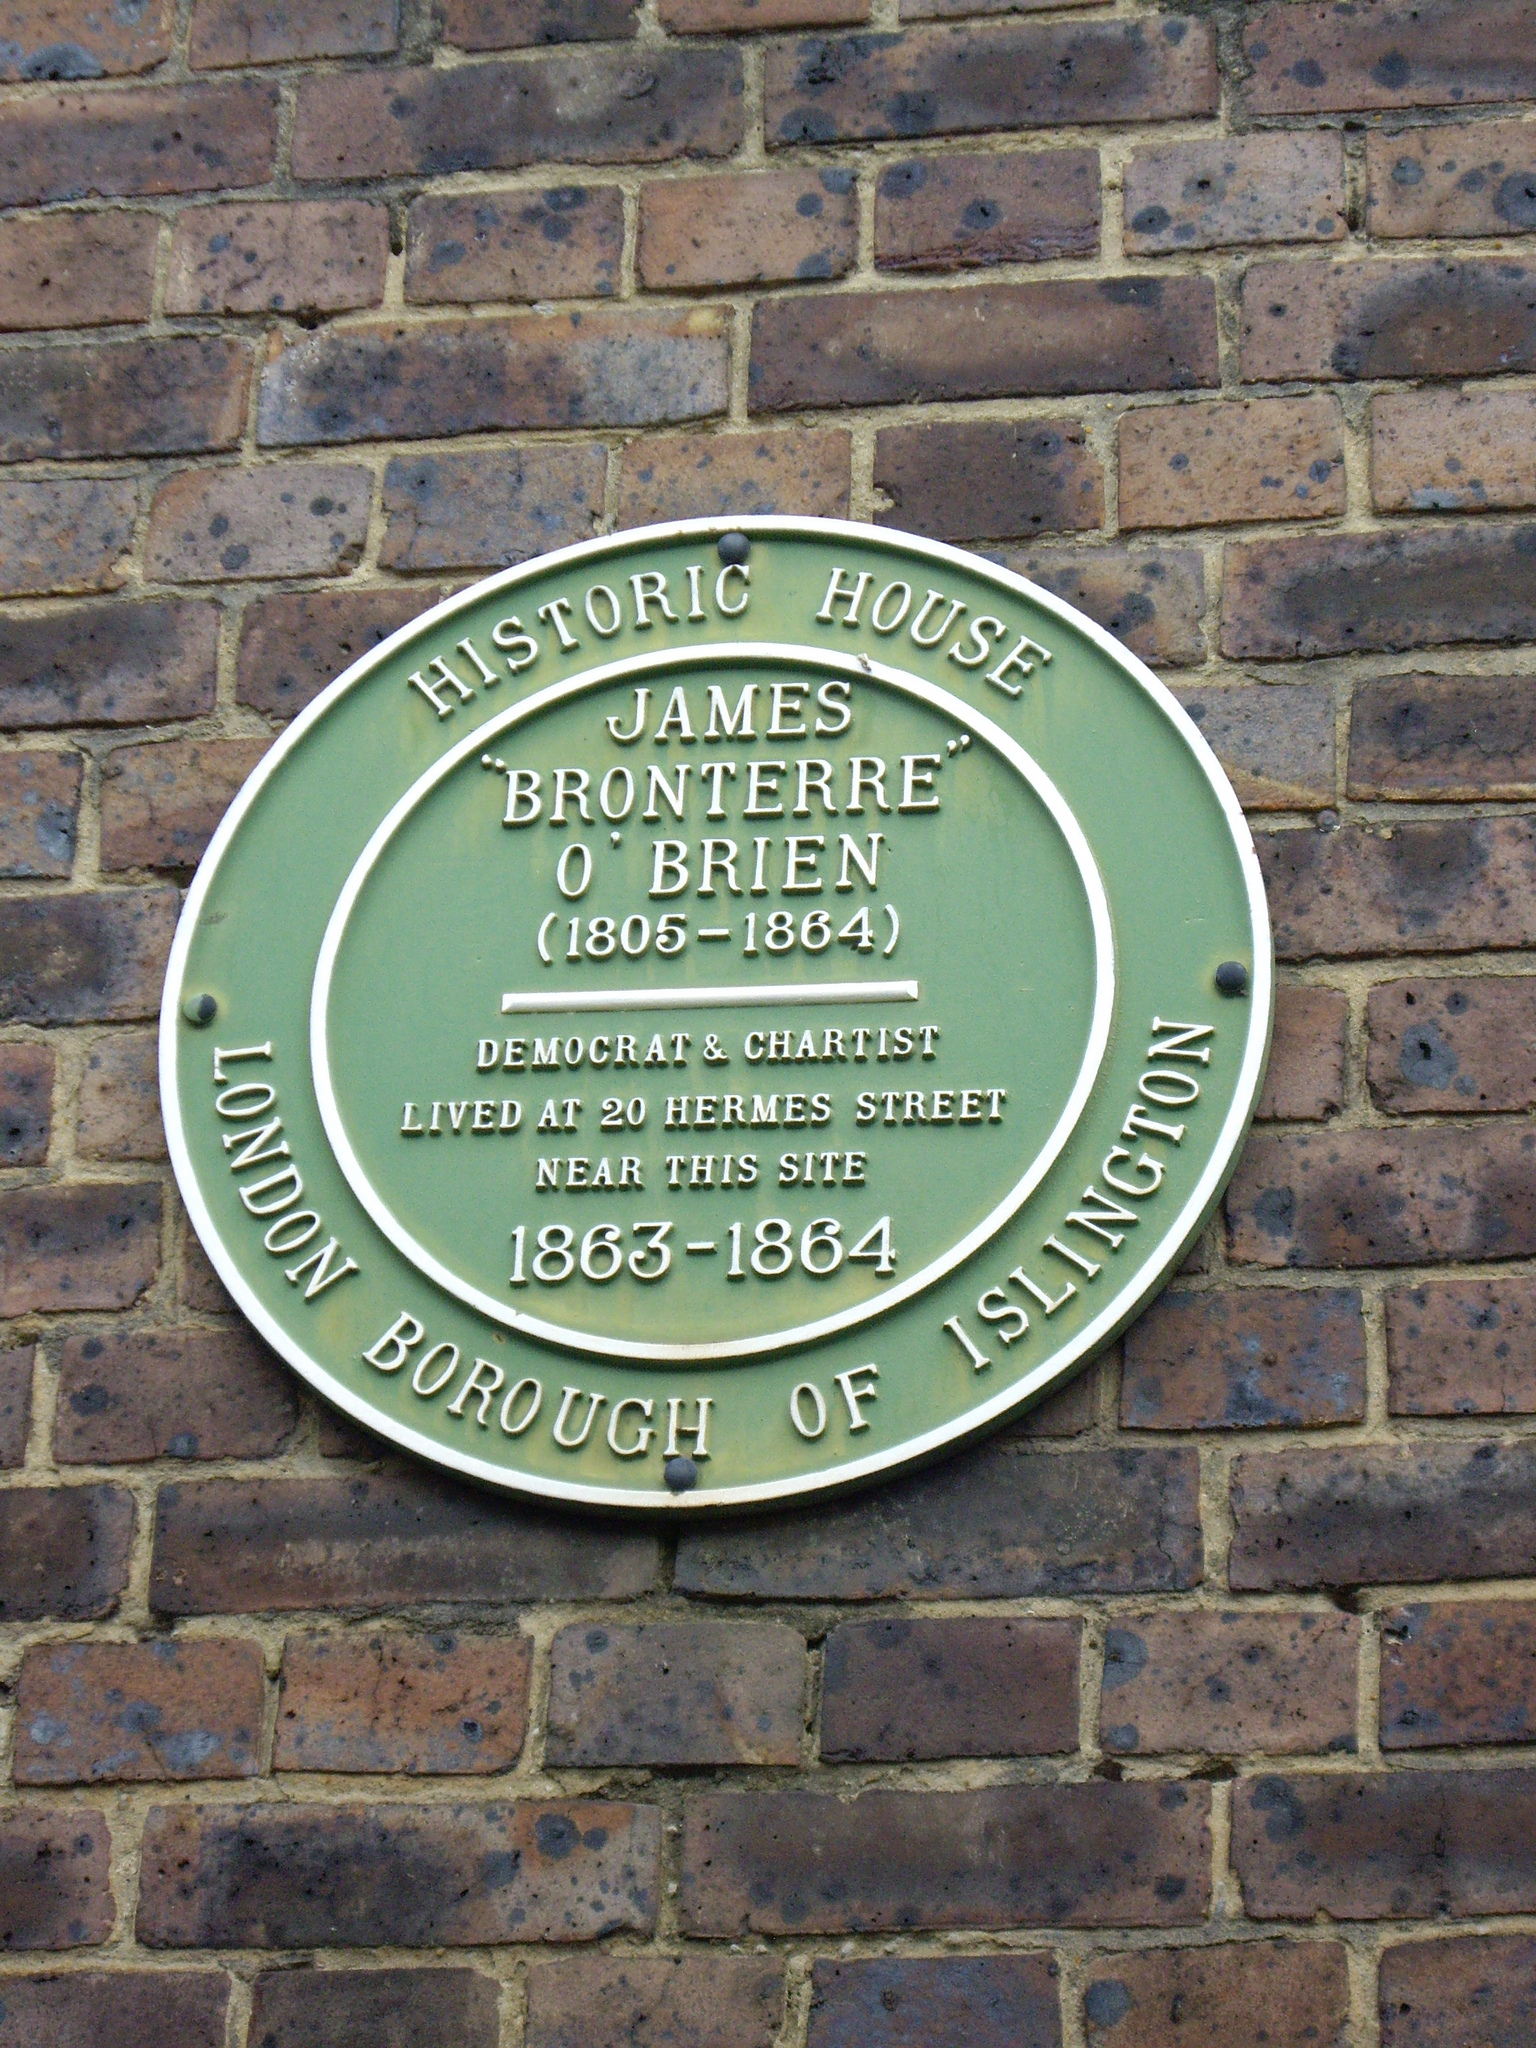 HISTORIC HOUSE
JAMES
"BRONTERRE"
O'BRIEN
(1805-1864)
DEMOCRAT & CHARTIST
LIVED AT 20 HERMES STREET
NEAR THIS SITE
1863-1864
LONDON BOROUGH OF ISLINGTON